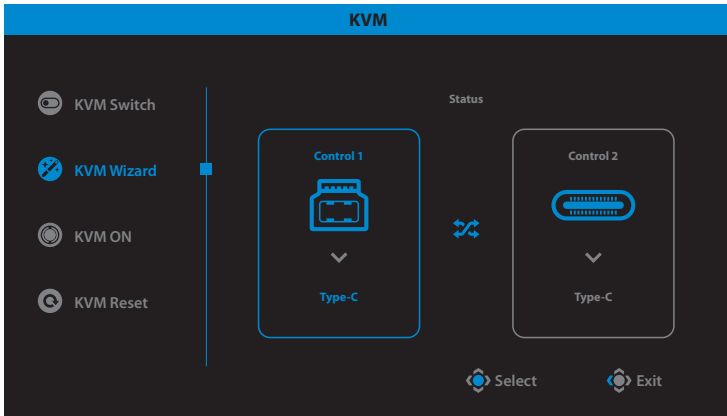 KVM
KVM Switch
KVM Wizard
KVM ON
KVM Reset
Status
Control 1
Type-C
Control 2
Type-C
Select
Exit